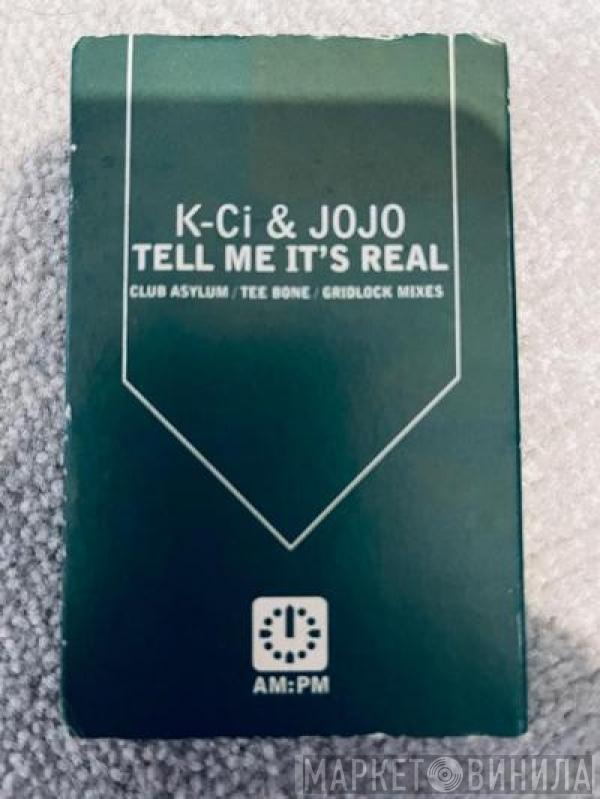 K-Ci & JOJO
TELL ME IT'S REAL
CLUB ASYLUM / TEE BONE / GRIDLOCK MIXES
AM:PM
МАРКЕТ ВИНИЛА